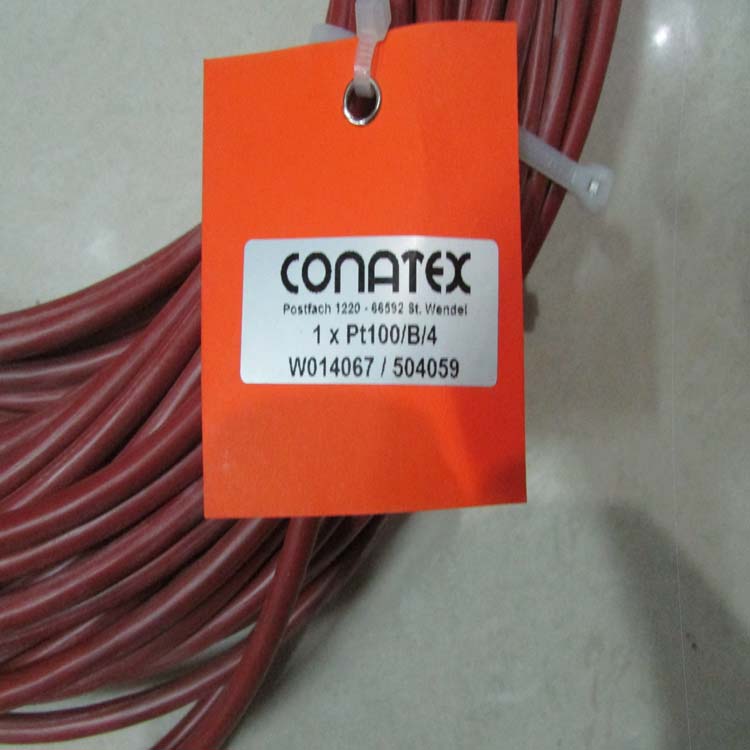 CONATEX
Postfach 1220 - 66592 St. Wendel
1 x Pt100/B/4
W014067 / 504059